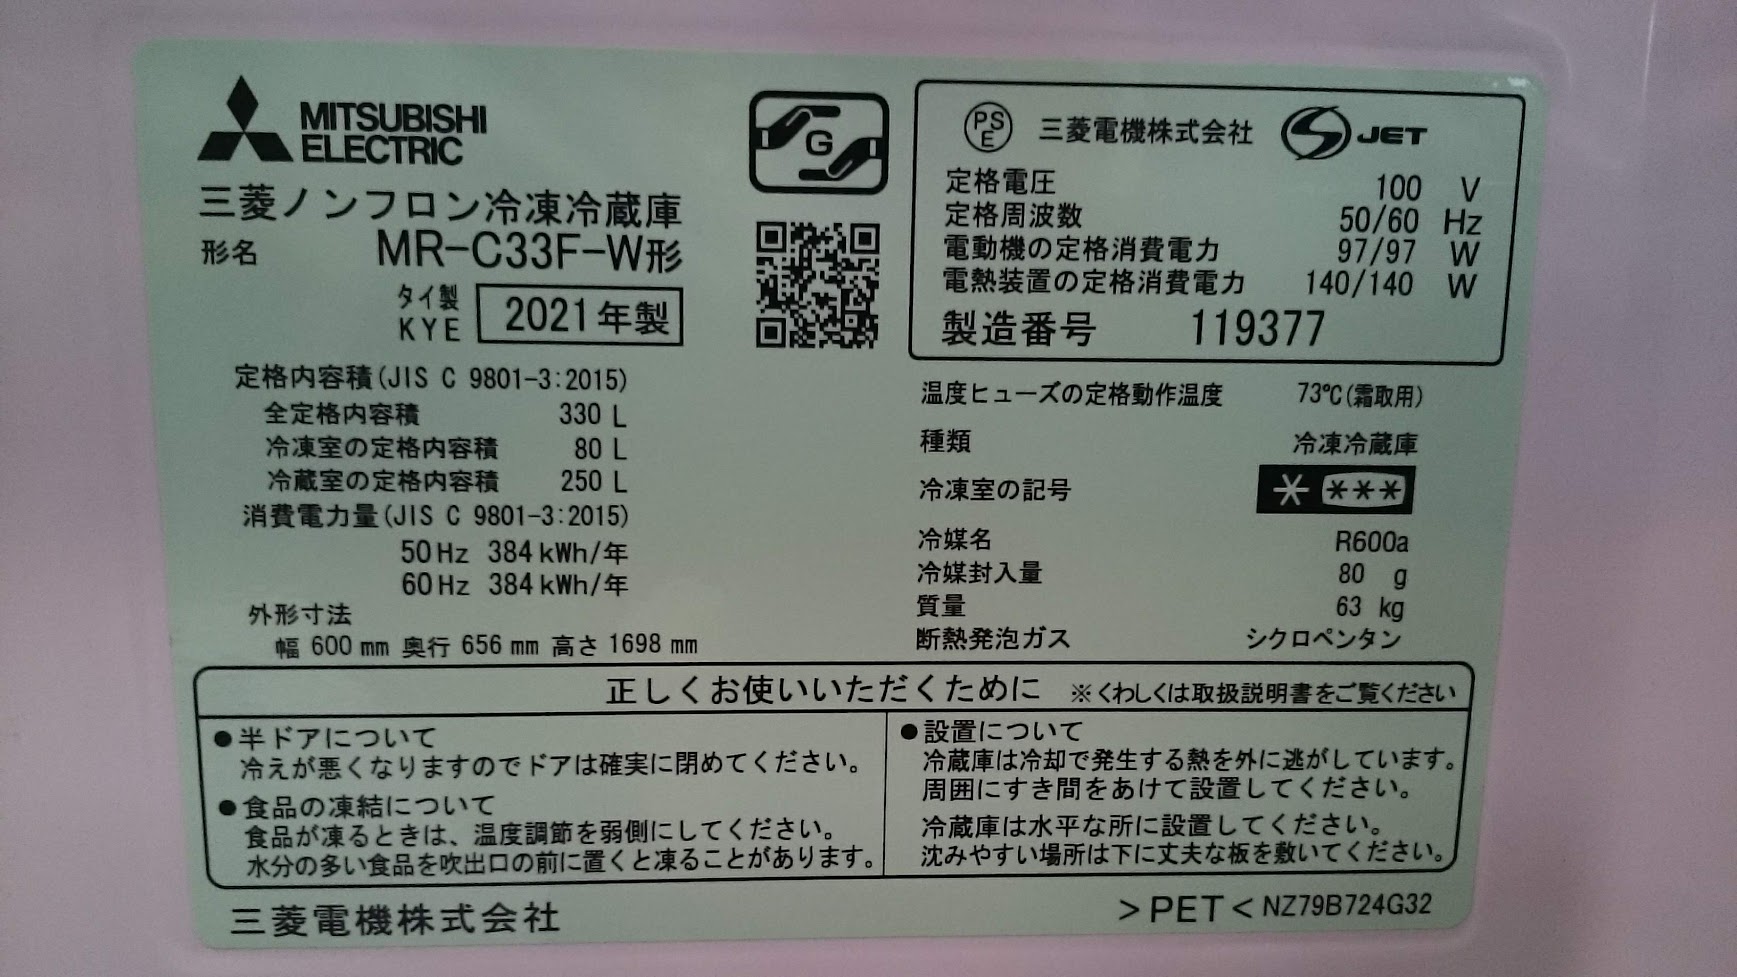 MITSUBISHI
ELECTRIC
三菱ノンフロン冷凍冷蔵庫
形名 MR-C33F-W形
タイ製
KYE 2021年製
定格内容積(JIS C 9801-3:2015)
全定格内容積 330 L
冷凍室の定格内容積 80 L
冷蔵室の定格内容積 250 L
消費電力量(JIS C 9801-3:2015)
50Hz 384kWh/年
60Hz 384kWh/年
外形寸法
幅 600 mm 奥行 656 mm 高さ 1698 mm
G
PS
E 三菱電機株式会社 JET
定格電圧 100 V
定格周波数 50/60 Hz
電動機の定格消費電力 97/97 W
電熱装置の定格消費電力 140/140 W
製造番号 119377
温度ヒューズの定格動作温度 73℃(霜取用)
種類 冷凍冷蔵庫
冷凍室の記号 * ***
冷媒名 R600a
冷媒封入量 80 g
質量 63 kg
断熱発泡ガス シクロペンタン
正しくお使いいただくために ※くわしくは取扱説明書をご覧ください
●半ドアについて
冷えが悪くなりますのでドアは確実に閉めてください。
●食品の凍結について
食品が凍るときは、温度調節を弱側にしてください。
水分の多い食品を吹出口の前に置くと凍ることがあります。
●設置について
冷蔵庫は冷却で発生する熱を外に逃がしています。
周囲にすき間をあけて設置してください。
冷蔵庫は水平な所に設置してください。
沈みやすい場所は下に丈夫な板を敷いてください。
三菱電機株式会社
>PET< NZ79B724G32